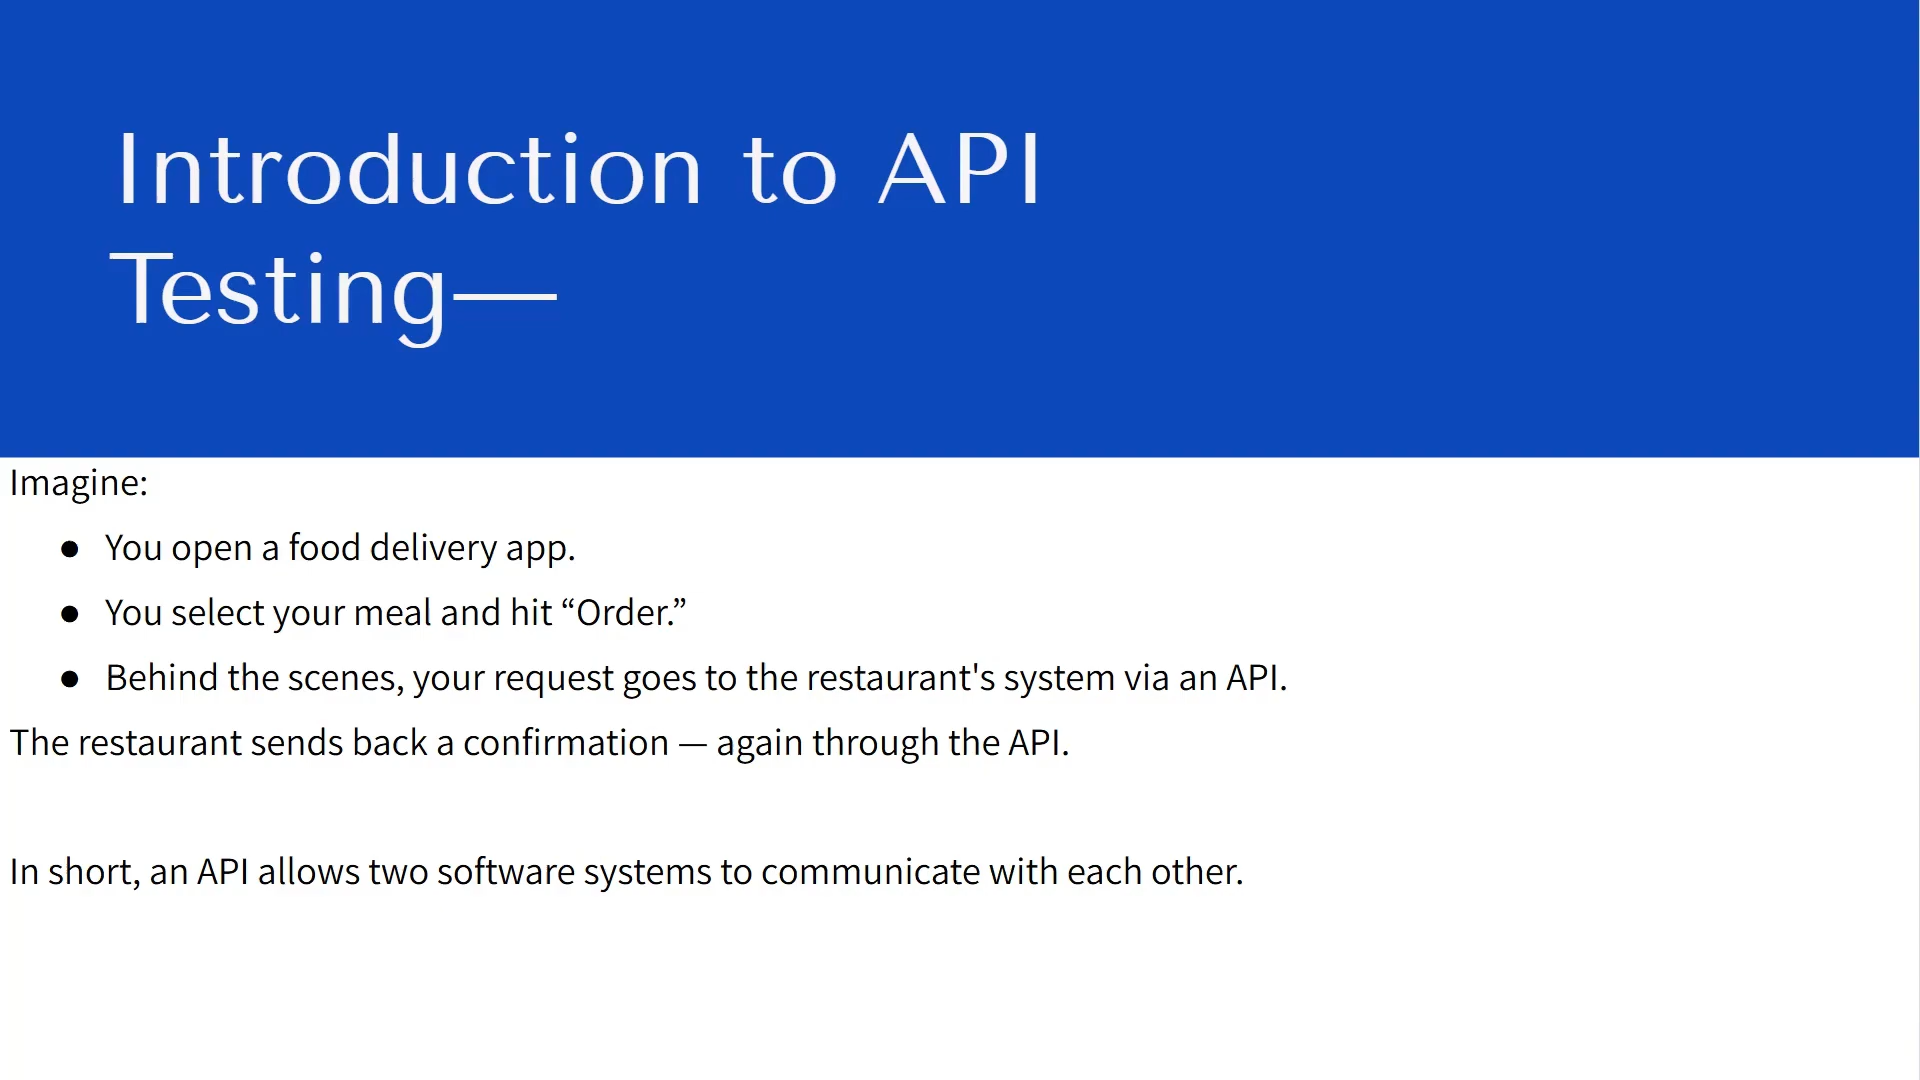 Introduction to API
Testing—
Imagine:
● You open a food delivery app.
● You select your meal and hit “Order.”
● Behind the scenes, your request goes to the restaurant's system via an API.
The restaurant sends back a confirmation — again through the API.
In short, an API allows two software systems to communicate with each other.